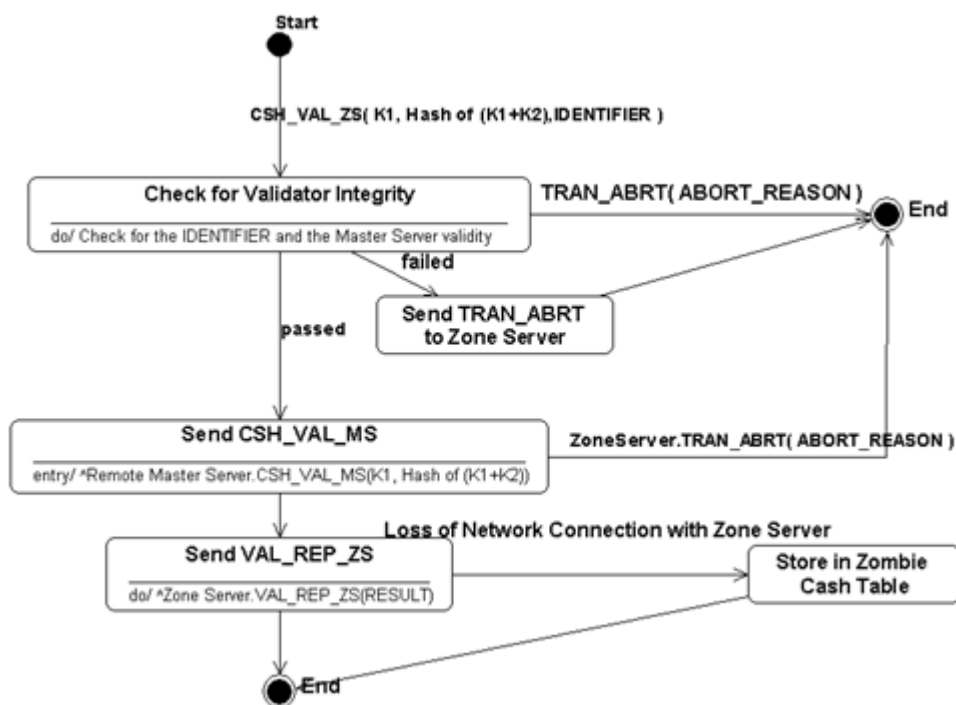 Start
CSH_VAL_ZS( K1, Hash of (K1+K2),IDENTIFIER )
Check for Validator Integrity
do/ Check for the IDENTIFIER and the Master Server validity
TRAN_ABRT( ABORT_REASON )
End
failed
Send TRAN_ABRT
to Zone Server
passed
Send CSH_VAL_MS
entry/ ^Remote Master Server.CSH_VAL_MS(K1, Hash of (K1+K2))
ZoneServer.TRAN_ABRT( ABORT_REASON )
Loss of Network Connection with Zone Server
Send VAL_REP_ZS
do/ ^Zone Server.VAL_REP_ZS(RESULT)
Store in Zombie
Cash Table
End